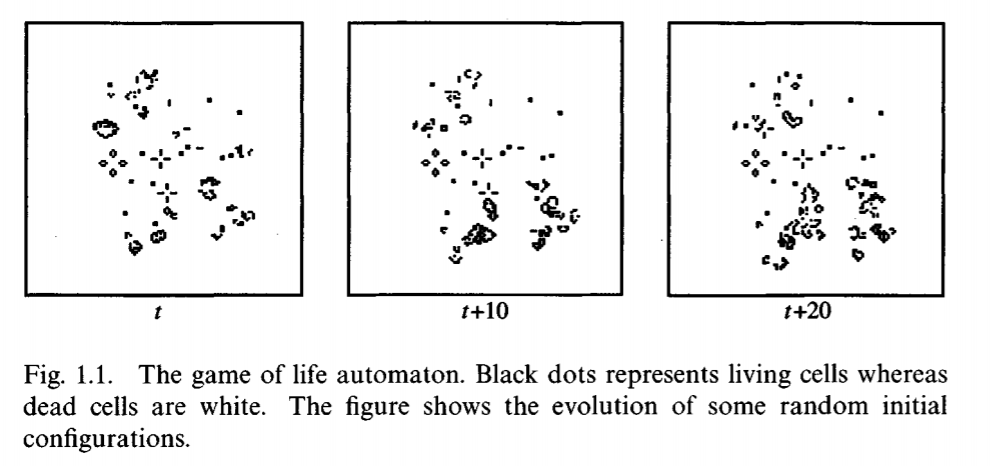 t
t+10
t+20
Fig. 1.1. The game of life automaton. Black dots represents living cells whereas
dead cells are white. The figure shows the evolution of some random initial
configurations.